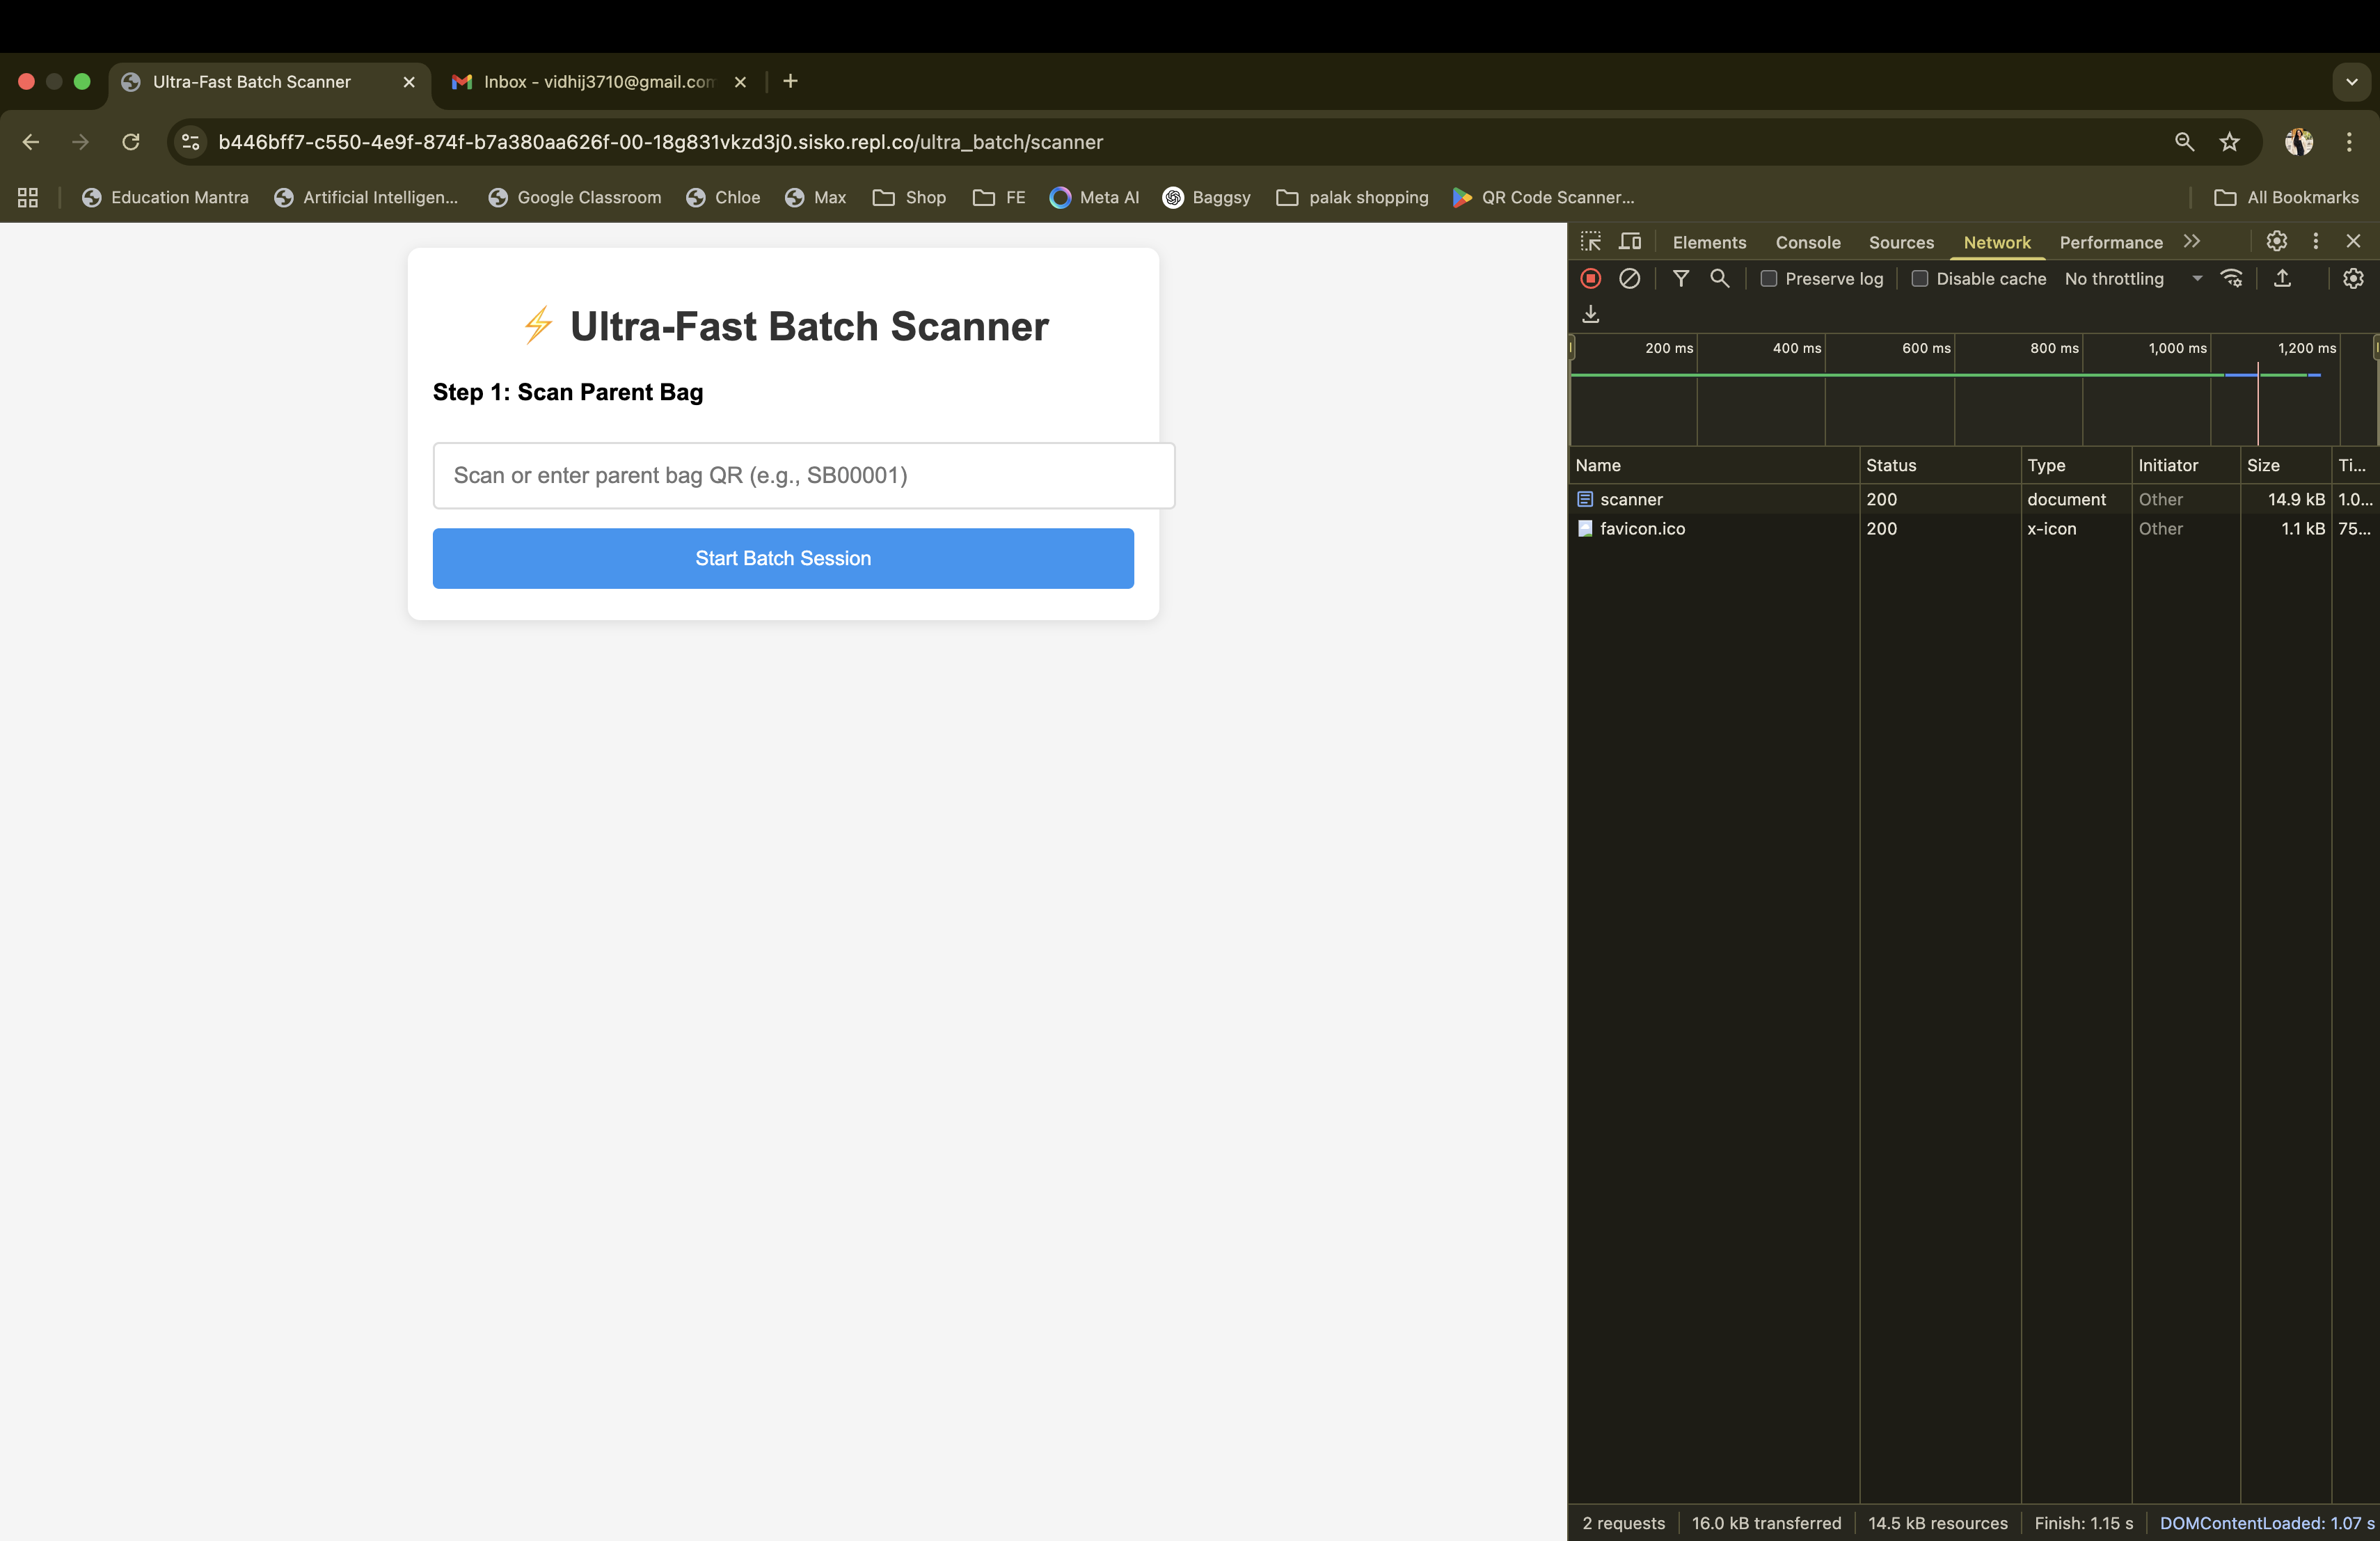 Ultra-Fast Batch Scanner
Inbox - vidhij3710@gmail.com
b446bff7-c550-4e9f-874f-b7a380aa626f-00-18g831vkzd3j0.sisko.repl.co/ultra_batch/scanner
Education Mantra Artificial Intelligen... Google Classroom Chloe Max Shop FE Meta AI Baggsy palak shopping QR Code Scanner... All Bookmarks
Ultra-Fast Batch Scanner
Step 1: Scan Parent Bag
Scan or enter parent bag QR (e.g., SB00001)
Start Batch Session
Elements Console Sources Network Performance
Preserve log Disable cache No throttling
200 ms 400 ms 600 ms 800 ms 1,000 ms 1,200 ms
Name Status Type Initiator Size Ti...
scanner 200 document Other 14.9 kB 1.0...
favicon.ico 200 x-icon Other 1.1 kB 75...
2 requests 16.0 kB transferred 14.5 kB resources Finish: 1.15 s DOMContentLoaded: 1.07 s